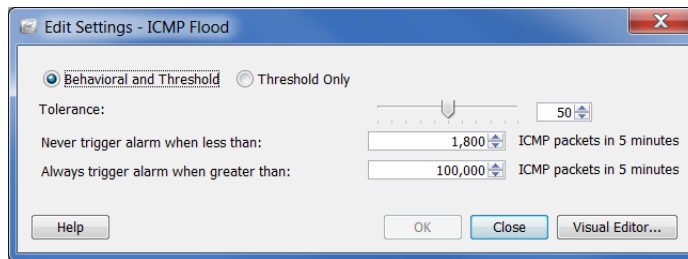 Edit Settings - ICMP Flood
X
Behavioral and Threshold Threshold Only
Tolerance: 50
Never trigger alarm when less than: 1,800 ICMP packets in 5 minutes
Always trigger alarm when greater than: 100,000 ICMP packets in 5 minutes
Help OK Close Visual Editor...